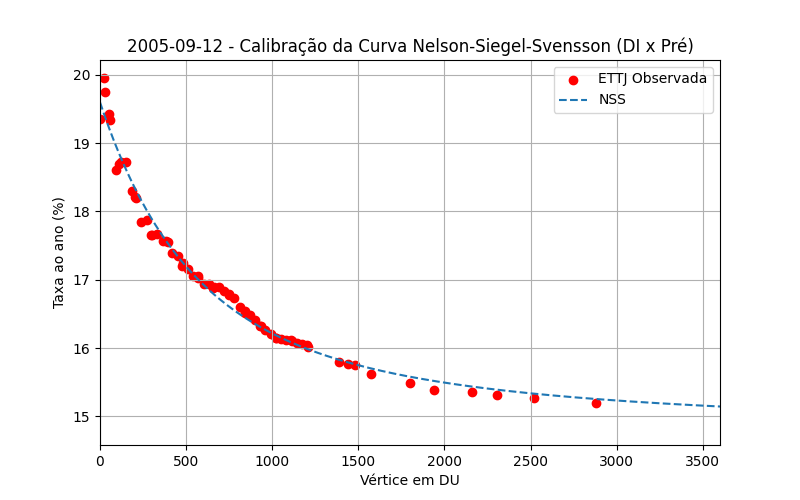 2005-09-12 - Calibração da Curva Nelson-Siegel-Svensson (DI x Pré)
ETTJ Observada
NSS
Taxa ao ano (%)
20
19
18
17
16
15
0 500 1000 1500 2000 2500 3000 3500
Vértice em DU